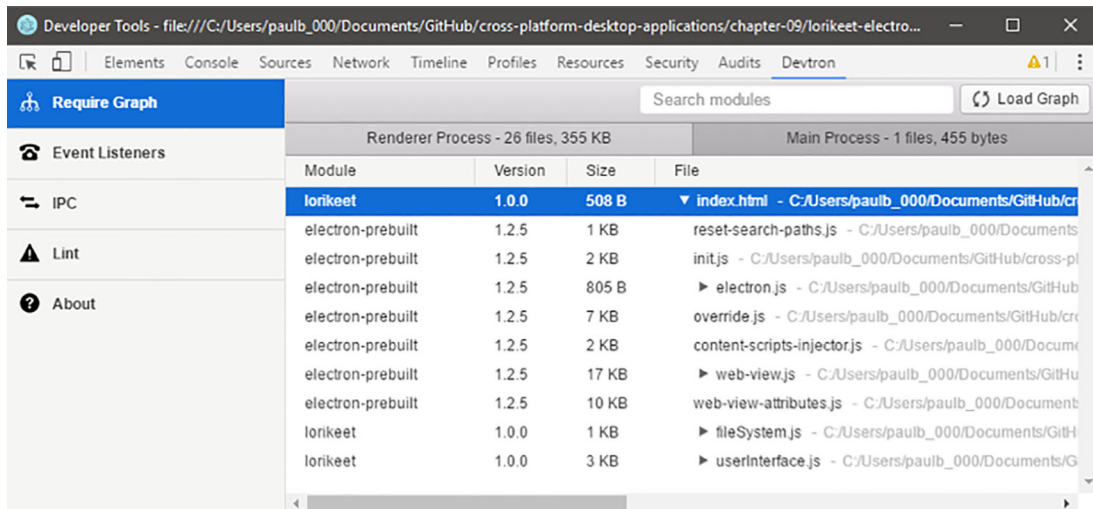 Developer Tools - file:///C:/Users/paulb_000/Documents/GitHub/cross-platform-desktop-applications/chapter-09/lorikeet-electro...
Elements Console Sources Network Timeline Profiles Resources Security Audits Devtron 1
Require Graph
Search modules Load Graph
Renderer Process - 26 files, 355 KB Main Process - 1 files, 455 bytes
Event Listeners
Module Version Size File
IPC
lorikeet 1.0.0 508 B index.html - C:/Users/paulb_000/Documents/GitHub/cr
electron-prebuilt 1.2.5 1 KB reset-search-paths.js - C:/Users/paulb_000/Documents
Lint
electron-prebuilt 1.2.5 2 KB init.js - C:/Users/paulb_000/Documents/GitHub/cross-pl
electron-prebuilt 1.2.5 805 B electron.js - C:/Users/paulb_000/Documents/GitHub
About
electron-prebuilt 1.2.5 7 KB override.js - C:/Users/paulb_000/Documents/GitHub/cro
electron-prebuilt 1.2.5 2 KB content-scripts-injector.js - C:/Users/paulb_000/Docume
electron-prebuilt 1.2.5 17 KB web-view.js - C:/Users/paulb_000/Documents/GitHu
electron-prebuilt 1.2.5 10 KB web-view-attributes.js - C:/Users/paulb_000/Documents
lorikeet 1.0.0 1 KB fileSystem.js - C:/Users/paulb_000/Documents/GitH
lorikeet 1.0.0 3 KB userInterface.js - C:/Users/paulb_000/Documents/G